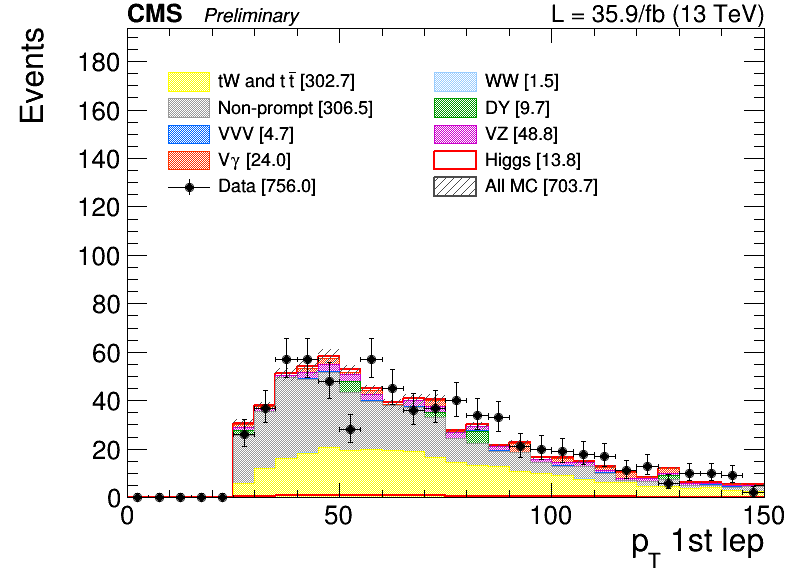 CMS Preliminary L = 35.9/fb (13 TeV)
Events
180
160
140
120
100
80
60
40
20
0
tW and t t̄ [302.7]
WW [1.5]
Non-prompt [306.5]
DY [9.7]
VVV [4.7]
VZ [48.8]
Vγ [24.0]
Higgs [13.8]
Data [756.0]
All MC [703.7]
0 50 100 150
p_T 1st lep